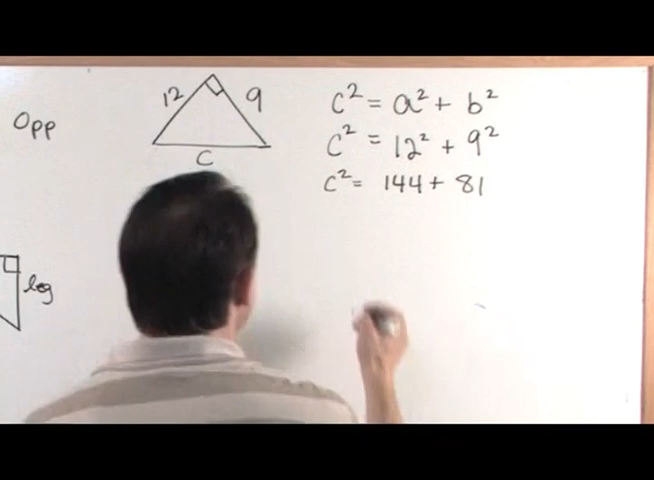 Opp
12
9
C
C² = a² + b²
C² = 12² + 9²
C² = 144 + 81
leg